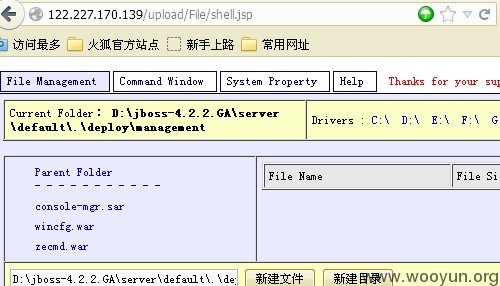 122.227.170.139/upload/File/shell.jsp
访问最多 火狐官方站点 新手上路 常用网址
File Management Command Window System Property Help Thanks for your sup
Current Folder: D:\jboss-4.2.2.GA\server
\default\.\deploy\management
Drivers : C:\ D:\ E:\ F:\ G
Parent Folder
- - - - - - - - - - -
console-mgr.sar
wincfg.war
zecmd.war
File Name File Si
D:\jboss-4.2.2.GA\server\default\.\de 新建文件 新建目录
www.wooyun.org